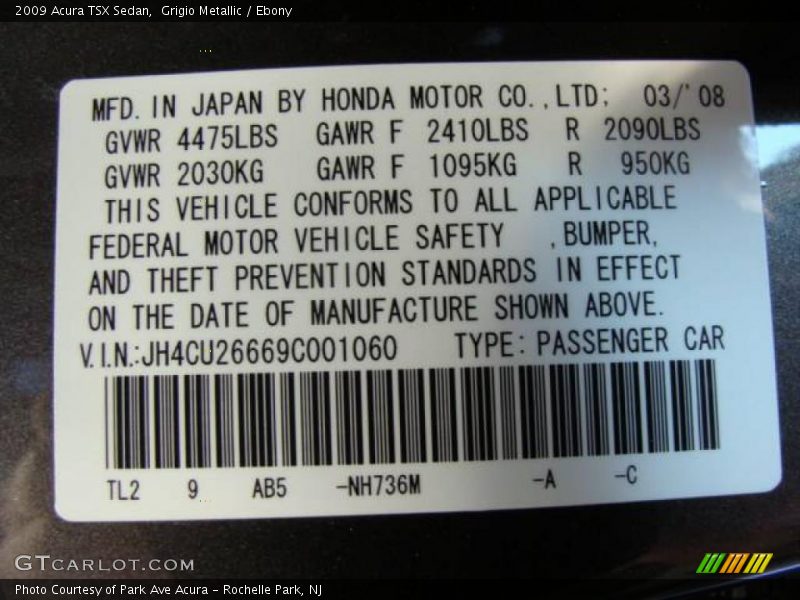 2009 Acura TSX Sedan,  Grigio Metallic / Ebony
MFD. IN JAPAN BY HONDA MOTOR CO.,LTD; 03/'08
GVWR 4475LBS GAWR F 2410LBS R 2090LBS
GVWR 2030KG GAWR F 1095KG R 950KG
THIS VEHICLE CONFORMS TO ALL APPLICABLE
FEDERAL MOTOR VEHICLE SAFETY ,BUMPER,
AND THEFT PREVENTION STANDARDS IN EFFECT
ON THE DATE OF MANUFACTURE SHOWN ABOVE.
V.I.N.:JH4CU26669C001060 TYPE: PASSENGER CAR
TL2 9 AB5 -NH736M -A -C
GTCARLOT.COM
Photo Courtesy of Park Ave Acura - Rochelle Park, NJ